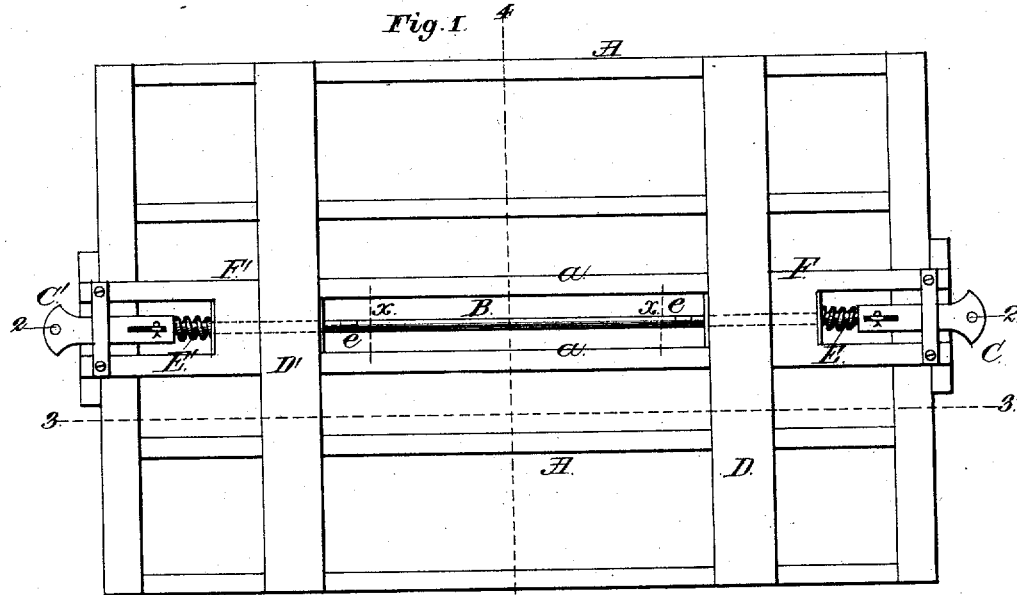 Fig. 1.
4
A
F' a F
C' x. B. x. e C
2 2
E' e D' a E
3. 3.
A. D.